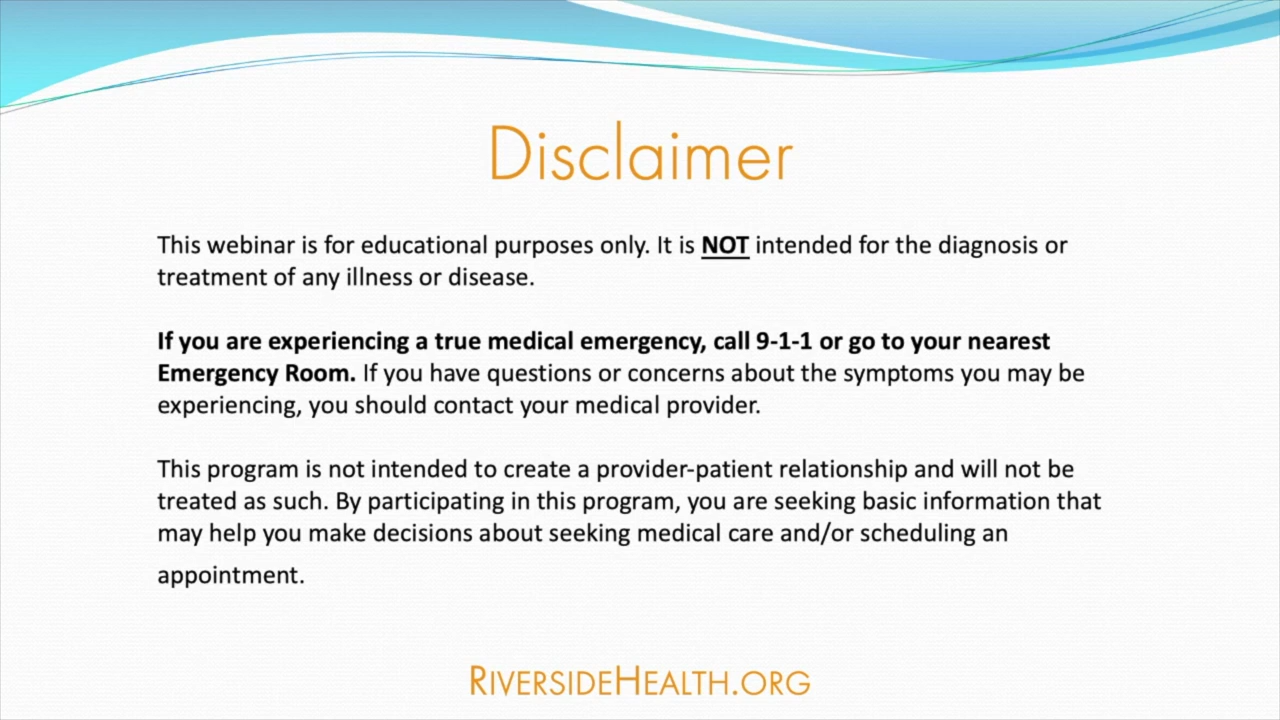 Disclaimer
This webinar is for educational purposes only. It is NOT intended for the diagnosis or
treatment of any illness or disease.
If you are experiencing a true medical emergency, call 9-1-1 or go to your nearest
Emergency Room. If you have questions or concerns about the symptoms you may be
experiencing, you should contact your medical provider.
This program is not intended to create a provider-patient relationship and will not be
treated as such. By participating in this program, you are seeking basic information that
may help you make decisions about seeking medical care and/or scheduling an
appointment.
RIVERSIDEHEALTH.ORG